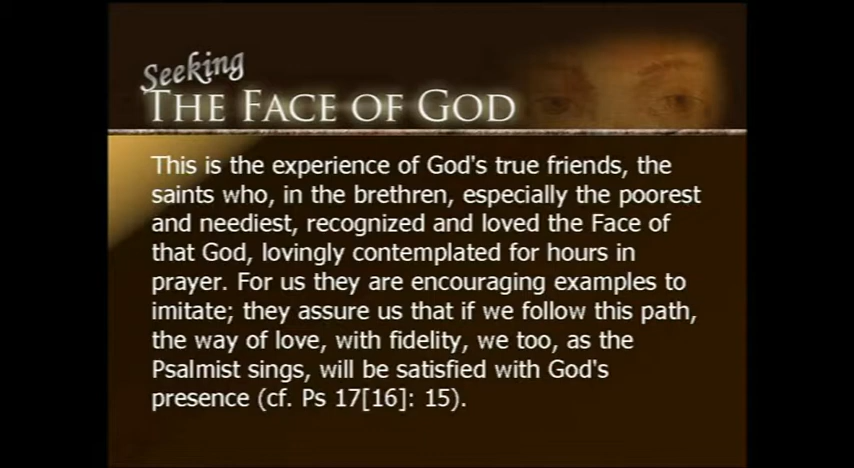 Seeking
THE FACE OF GOD
This is the experience of God's true friends, the
saints who, in the brethren, especially the poorest
and neediest, recognized and loved the Face of
that God, lovingly contemplated for hours in
prayer. For us they are encouraging examples to
imitate; they assure us that if we follow this path,
the way of love, with fidelity, we too, as the
Psalmist sings, will be satisfied with God's
presence (cf. Ps 17[16]: 15).